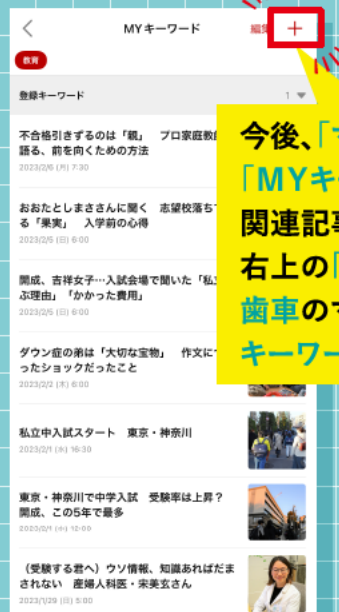 MYキーワード
編集
＋
教育
登録キーワード
1 ▼
不合格引きずるのは「親」 プロ家庭教
語る、前を向くための方法
2023/2/6 (月) 7:30
おおたとしまささんに聞く 志望校落ち
る「果実」 入学前の心得
2023/2/5 (日) 6:00
開成、吉祥女子…入試会場で聞いた「私
ぶ理由」「かかった費用」
2023/2/5 (日) 6:00
ダウン症の弟は「大切な宝物」 作文に
ったショックだったこと
2023/2/2 (木) 6:00
私立中入試スタート 東京・神奈川
2023/2/1 (水) 16:30
東京・神奈川で中学入試 受験率は上昇？
開成、この5年で最多
2023/2/1 (水) 12:09
（受験する君へ）ウソ情報、知識あればだま
されない 産婦人科医・宋美玄さん
2023/1/29 (日) 5:00
今後、「
「MYキ
関連記
右上の「
歯車の
キーワー